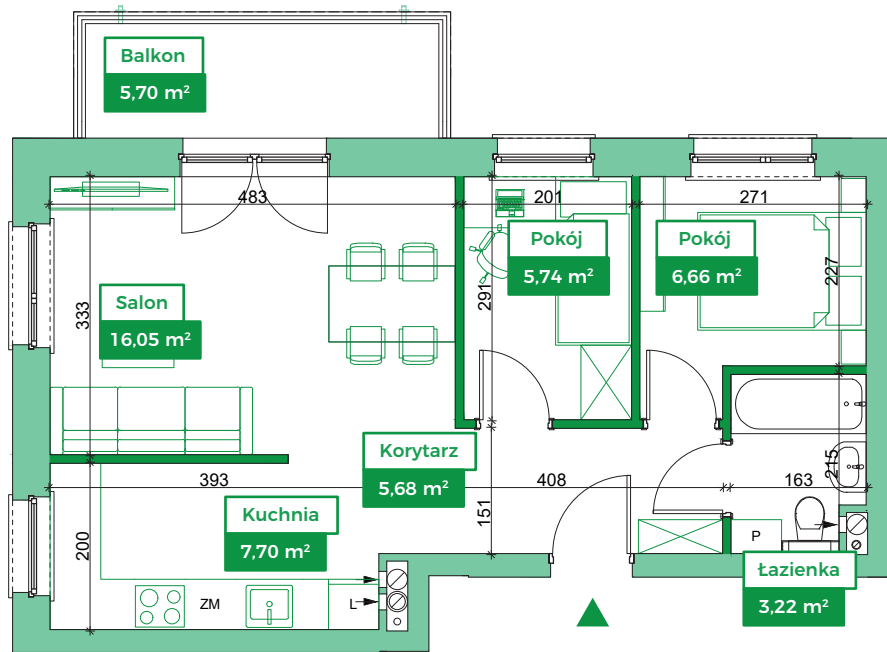 Balkon
5,70 m²
483
201
271
Pokój
5,74 m²
Pokój
6,66 m²
227
291
333
Salon
16,05 m²
Korytarz
5,68 m²
393
408
163
215
151
200
Kuchnia
7,70 m²
P
Łazienka
3,22 m²
ZM
L